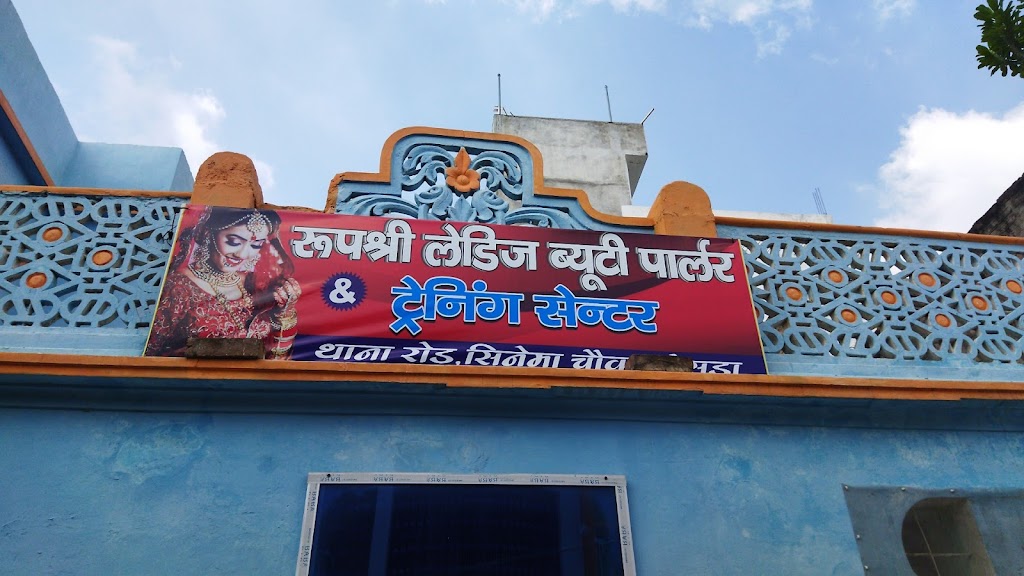 रूपश्री लेडिज ब्यूटी पार्लर
&
ट्रेनिंग सेन्टर
थाना रोड, सिनेमा